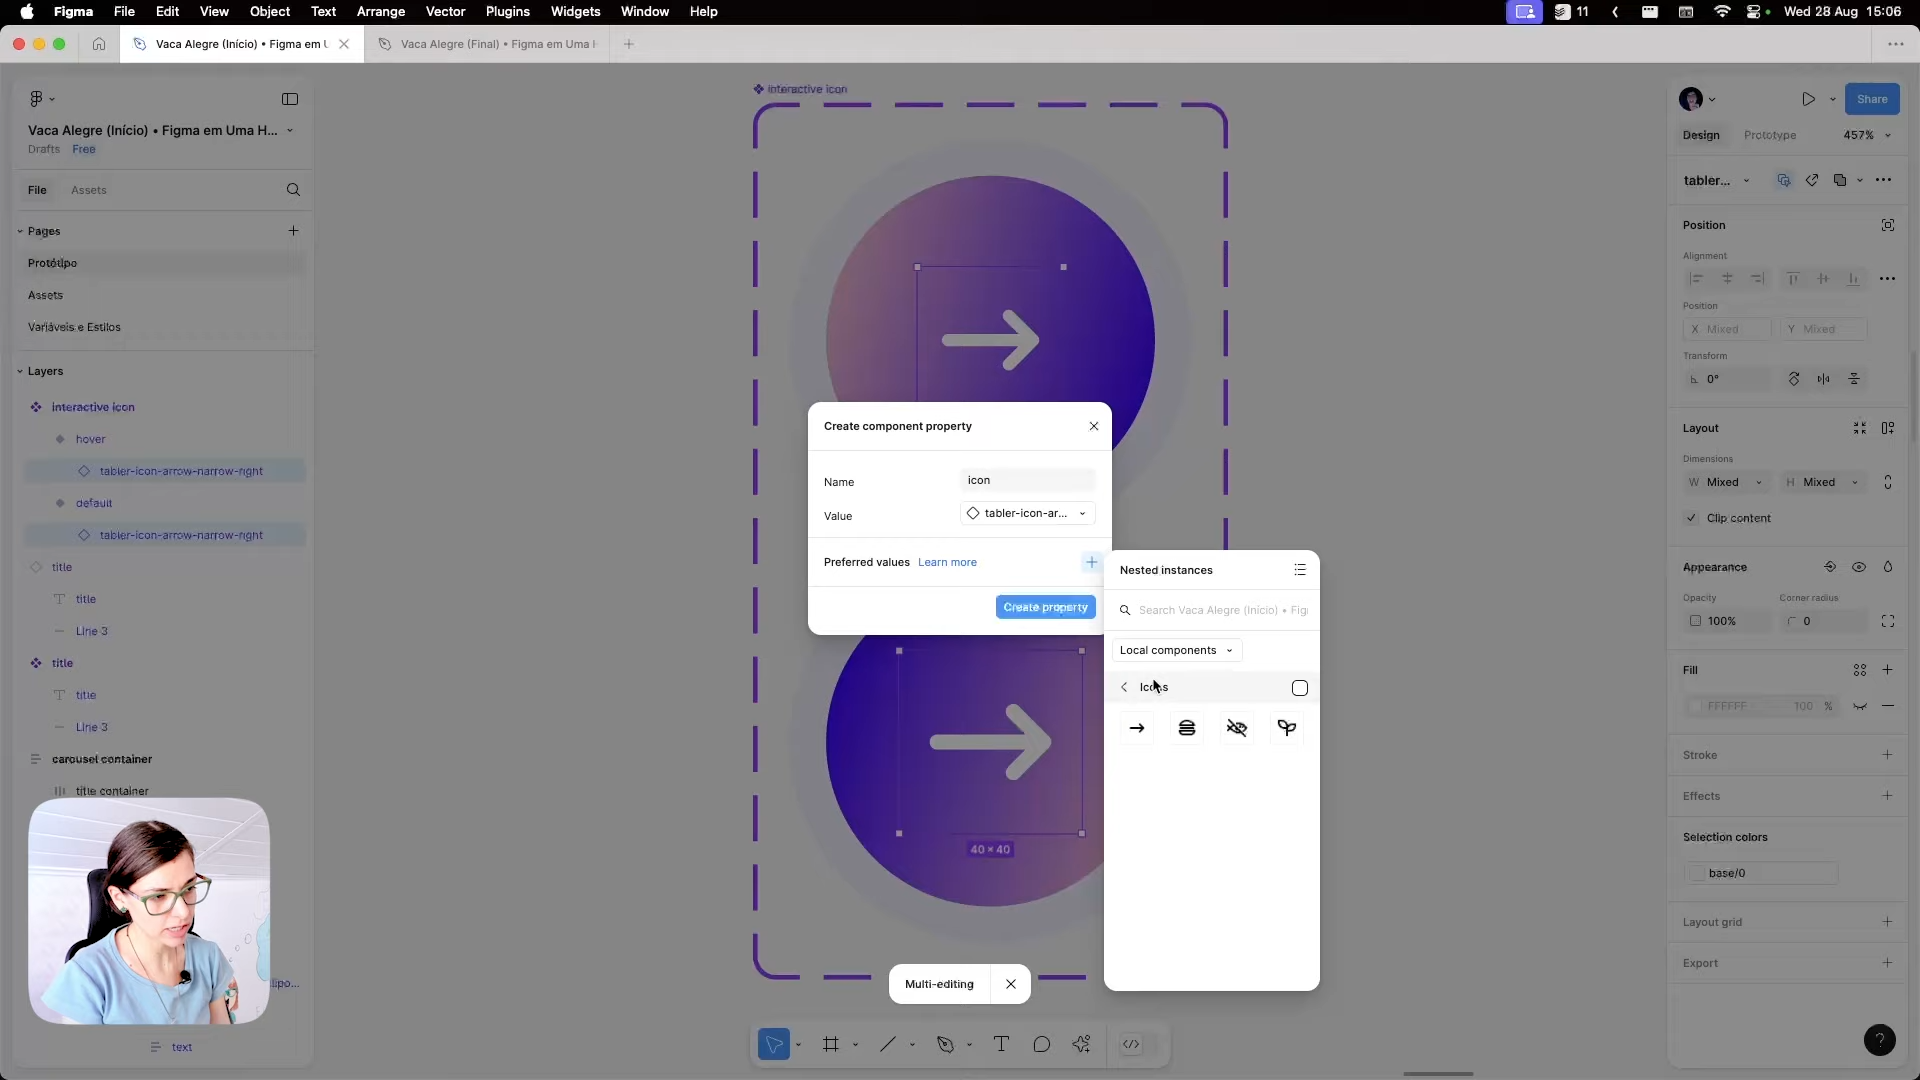 Figma File Edit View Object Text Arrange Vector Plugins Widgets Window Help
11
Wed 28 Aug 15:06
Vaca Alegre (Início) • Figma em U
Vaca Alegre (Final) • Figma em Uma H
Vaca Alegre (Início) • Figma em Uma H...
Drafts Free
File Assets
Pages
Protótipo
Assets
Variáveis e Estilos
Layers
interactive icon
hover
tabler-icon-arrow-narrow-right
default
tabler-icon-arrow-narrow-right
title
title
Line 3
title
title
Line 3
carousel container
title container
lipo...
text
interactive icon
Create component property
Name icon
Value tabler-icon-ar...
Preferred values Learn more
Create property
Nested instances
Search Vaca Alegre (Início) • Fig
Local components
Icons
40 × 40
Multi-editing
Share
Design Prototype 457%
tabler...
Position
Alignment
Position
X Mixed Y Mixed
Transform
0°
Layout
Dimensions
W Mixed H Mixed
Clip content
Appearance
Opacity Corner radius
100% 0
Fill
FFFFFF 100 %
Stroke
Effects
Selection colors
base/0
Layout grid
Export
?